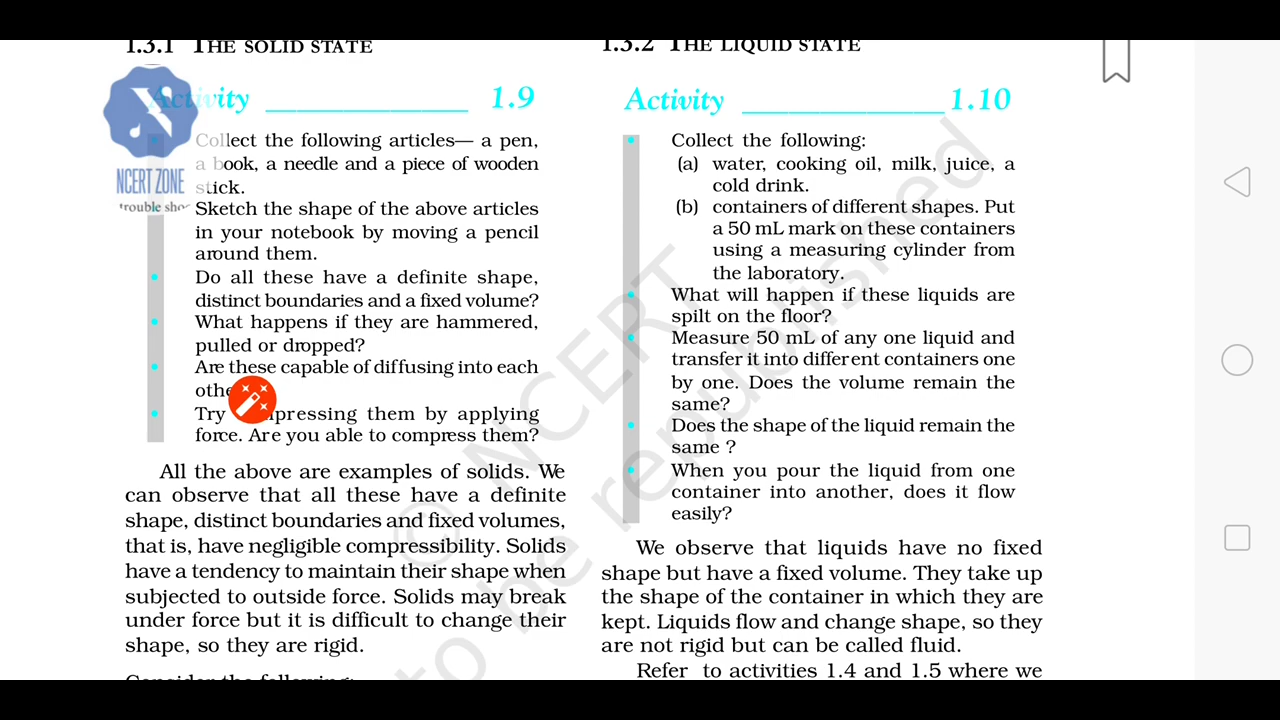 1.3.1 THE SOLID STATE
Activity ______________ 1.9
• Collect the following articles— a pen,
a book, a needle and a piece of wooden
stick.
• Sketch the shape of the above articles
in your notebook by moving a pencil
around them.
• Do all these have a definite shape,
distinct boundaries and a fixed volume?
• What happens if they are hammered,
pulled or dropped?
• Are these capable of diffusing into each
• Try
force. Are you able to compress them?
All the above are examples of solids. We
can observe that all these have a definite
shape, distinct boundaries and fixed volumes,
that is, have negligible compressibility. Solids
have a tendency to maintain their shape when
subjected to outside force. Solids may break
under force but it is difficult to change their
shape, so they are rigid.
Consider the following:
1.3.2 THE LIQUID STATE
Activity ______________ 1.10
• Collect the following:
(a) water, cooking oil, milk, juice, a
cold drink.
(b) containers of different shapes. Put
a 50 mL mark on these containers
using a measuring cylinder from
the laboratory.
• What will happen if these liquids are
spilt on the floor?
• Measure 50 mL of any one liquid and
transfer it into different containers one
by one. Does the volume remain the
same?
• Does the shape of the liquid remain the
same ?
• When you pour the liquid from one
container into another, does it flow
easily?
We observe that liquids have no fixed
shape but have a fixed volume. They take up
the shape of the container in which they are
kept. Liquids flow and change shape, so they
are not rigid but can be called fluid.
Refer to activities 1.4 and 1.5 where we
NCERT ZONE
trouble
© NCERT
to be republished